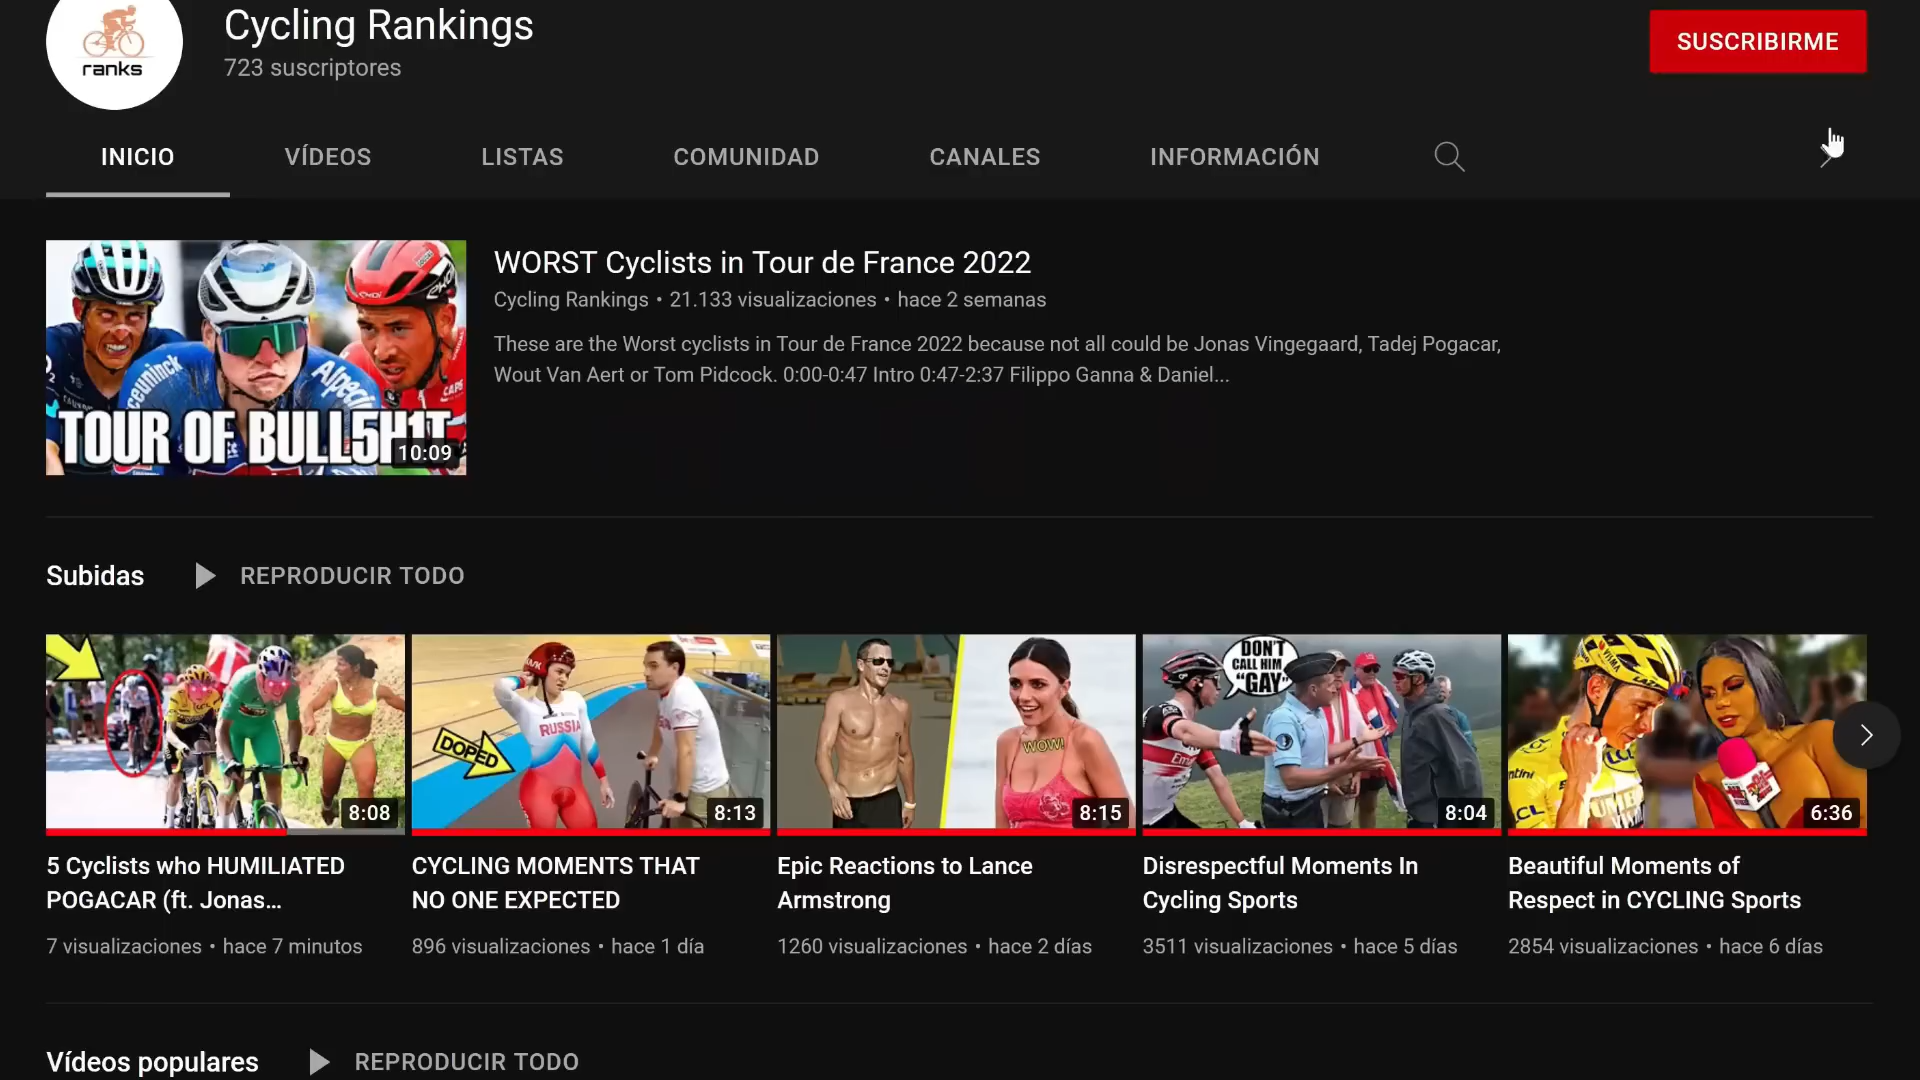 Cycling Rankings
723 suscriptores
ranks
SUSCRIBIRME
INICIO
VÍDEOS
LISTAS
COMUNIDAD
CANALES
INFORMACIÓN
WORST Cyclists in Tour de France 2022
Cycling Rankings • 21.133 visualizaciones • hace 2 semanas
These are the Worst cyclists in Tour de France 2022 because not all could be Jonas Vingegaard, Tadej Pogacar,
Wout Van Aert or Tom Pidcock. 0:00-0:47 Intro 0:47-2:37 Filippo Ganna & Daniel...
ceuninck
Alpeci
TOUR OF BULL5H1T
10:09
Subidas
REPRODUCIR TODO
8:08
RUSSIA
DOPED
8:13
WOW!
8:15
DON'T
CALL HIM
"GAY"
Emira
8:04
LCL
6:36
5 Cyclists who HUMILIATED
POGACAR (ft. Jonas...
7 visualizaciones • hace 7 minutos
CYCLING MOMENTS THAT
NO ONE EXPECTED
896 visualizaciones • hace 1 día
Epic Reactions to Lance
Armstrong
1260 visualizaciones • hace 2 días
Disrespectful Moments In
Cycling Sports
3511 visualizaciones • hace 5 días
Beautiful Moments of
Respect in CYCLING Sports
2854 visualizaciones • hace 6 días
Vídeos populares
REPRODUCIR TODO